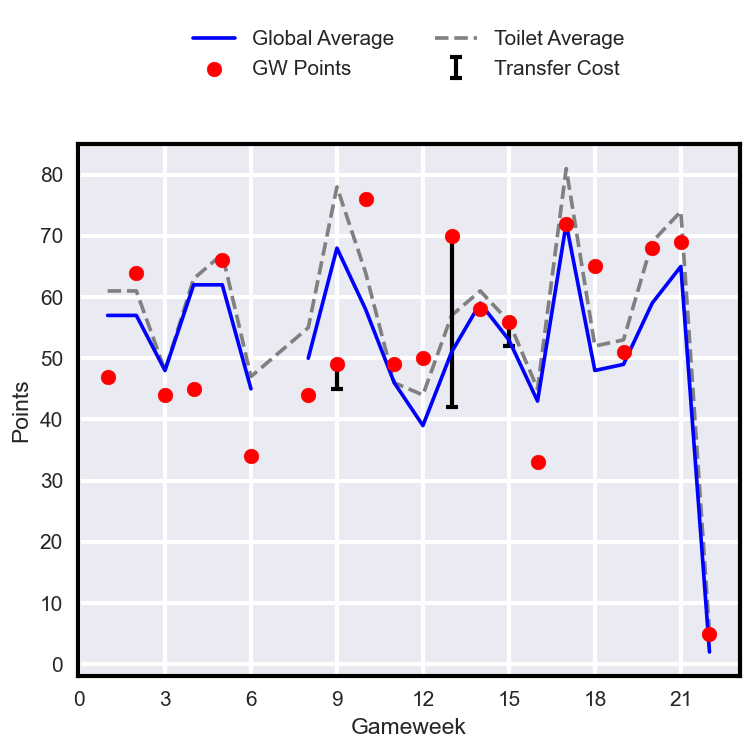 Global Average
Toilet Average
GW Points
Transfer Cost
80
70
60
50
40
30
20
10
0
Points
0 3 6 9 12 15 18 21
Gameweek